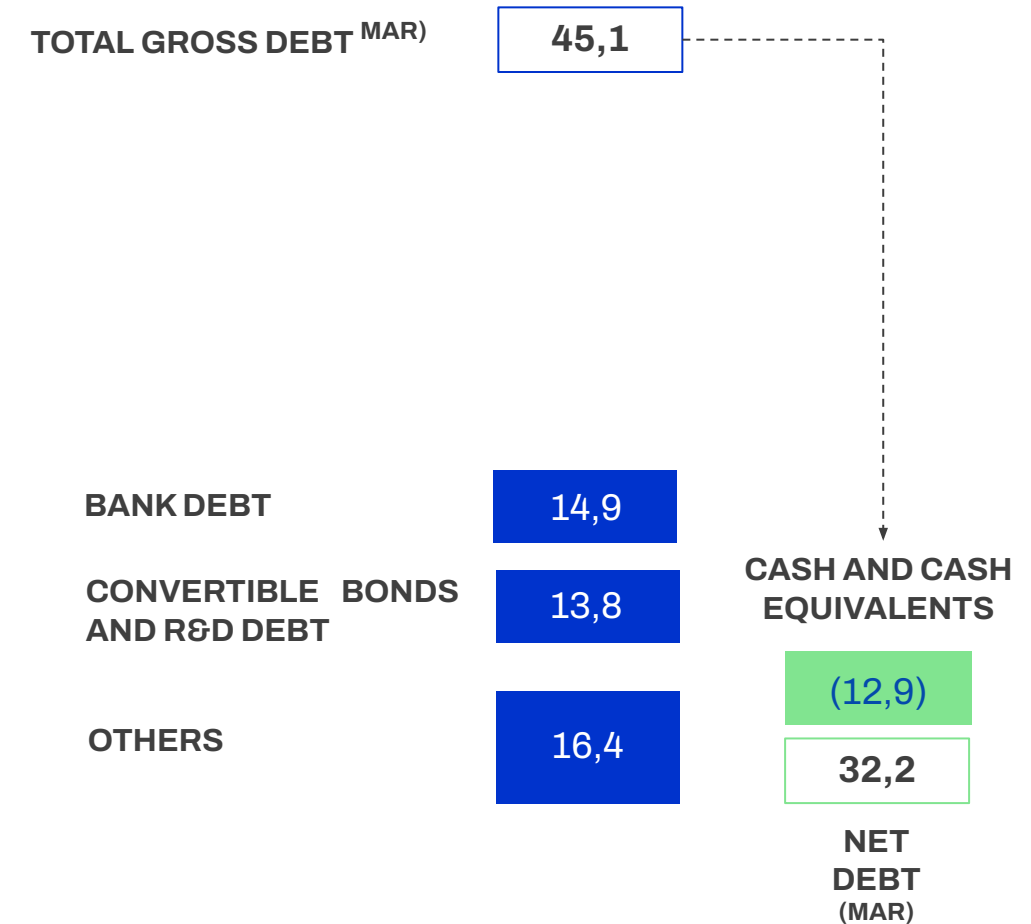 TOTAL GROSS DEBT MAR)
45,1
BANK DEBT
14,9
CONVERTIBLE BONDS
AND R&D DEBT
13,8
OTHERS
16,4
CASH AND CASH
EQUIVALENTS
(12,9)
32,2
NET
DEBT
(MAR)